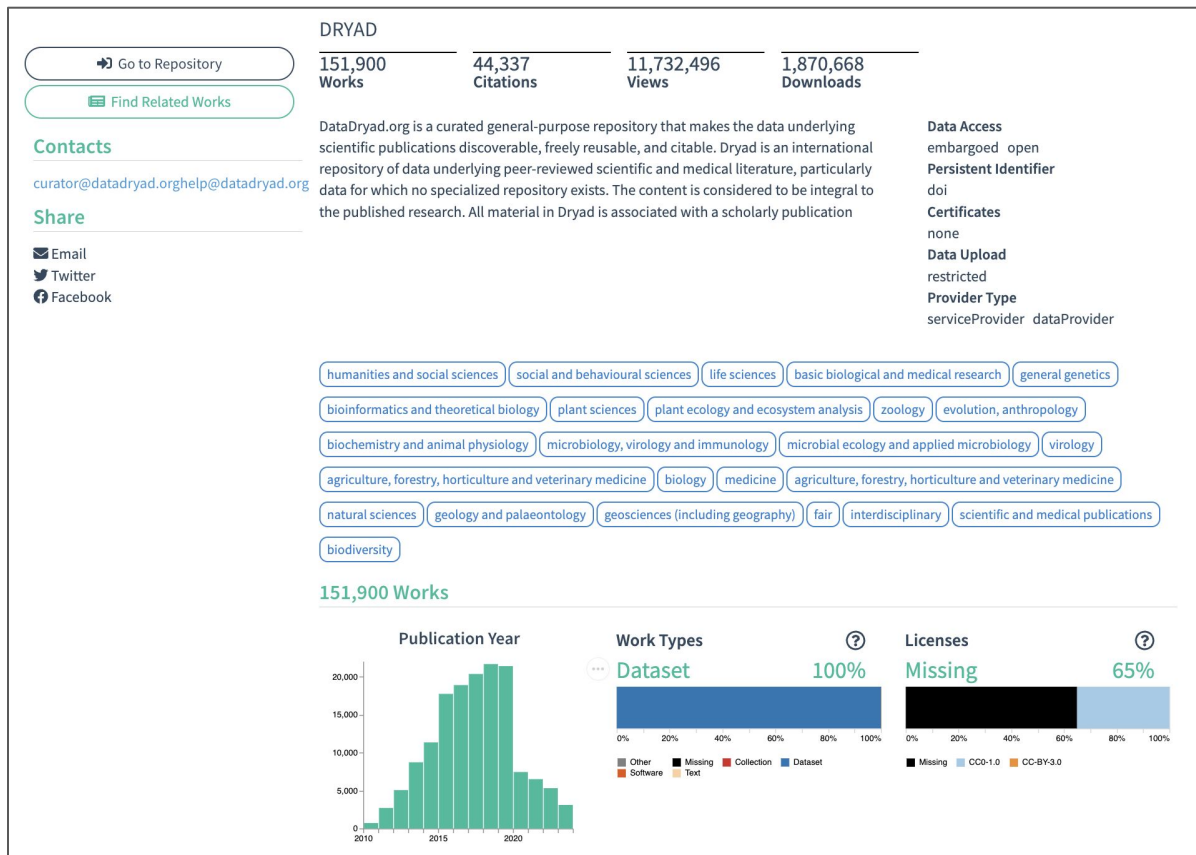 DRYAD
Go to Repository
Find Related Works
Contacts
curator@datadryad.orghelp@datadryad.org
Share
Email
Twitter
Facebook
151,900 44,337 11,732,496 1,870,668
Works Citations Views Downloads
DataDryad.org is a curated general-purpose repository that makes the data underlying
scientific publications discoverable, freely reusable, and citable. Dryad is an international
repository of data underlying peer-reviewed scientific and medical literature, particularly
data for which no specialized repository exists. The content is considered to be integral to
the published research. All material in Dryad is associated with a scholarly publication
Data Access
embargoed open
Persistent Identifier
doi
Certificates
none
Data Upload
restricted
Provider Type
serviceProvider dataProvider
humanities and social sciences social and behavioural sciences life sciences basic biological and medical research general genetics
bioinformatics and theoretical biology plant sciences plant ecology and ecosystem analysis zoology evolution, anthropology
biochemistry and animal physiology microbiology, virology and immunology microbial ecology and applied microbiology virology
agriculture, forestry, horticulture and veterinary medicine biology medicine agriculture, forestry, horticulture and veterinary medicine
natural sciences geology and palaeontology geosciences (including geography) fair interdisciplinary scientific and medical publications
biodiversity
151,900 Works
Publication Year
20,000
15,000
10,000
5,000
0
2010 2015 2020
Work Types ?
Dataset 100%
0% 20% 40% 60% 80% 100%
Other Missing Collection Dataset
Software Text
Licenses ?
Missing 65%
0% 20% 40% 60% 80% 100%
Missing CC0-1.0 CC-BY-3.0